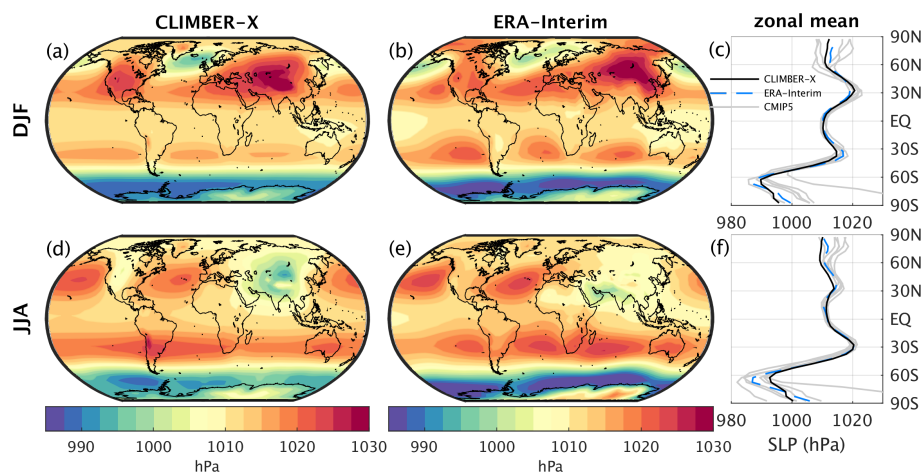 CLIMBER-X
ERA-Interim
zonal mean
DJF
(a)
(b)
(c)
90N
60N
30N
EQ
30S
60S
90S
CLIMBER-X
ERA-Interim
CMIP5
980
1000
1020
JJA
(d)
(e)
(f)
90N
60N
30N
EQ
30S
60S
90S
990
1000
1010
1020
1030
hPa
990
1000
1010
1020
1030
hPa
980
1000
1020
SLP (hPa)